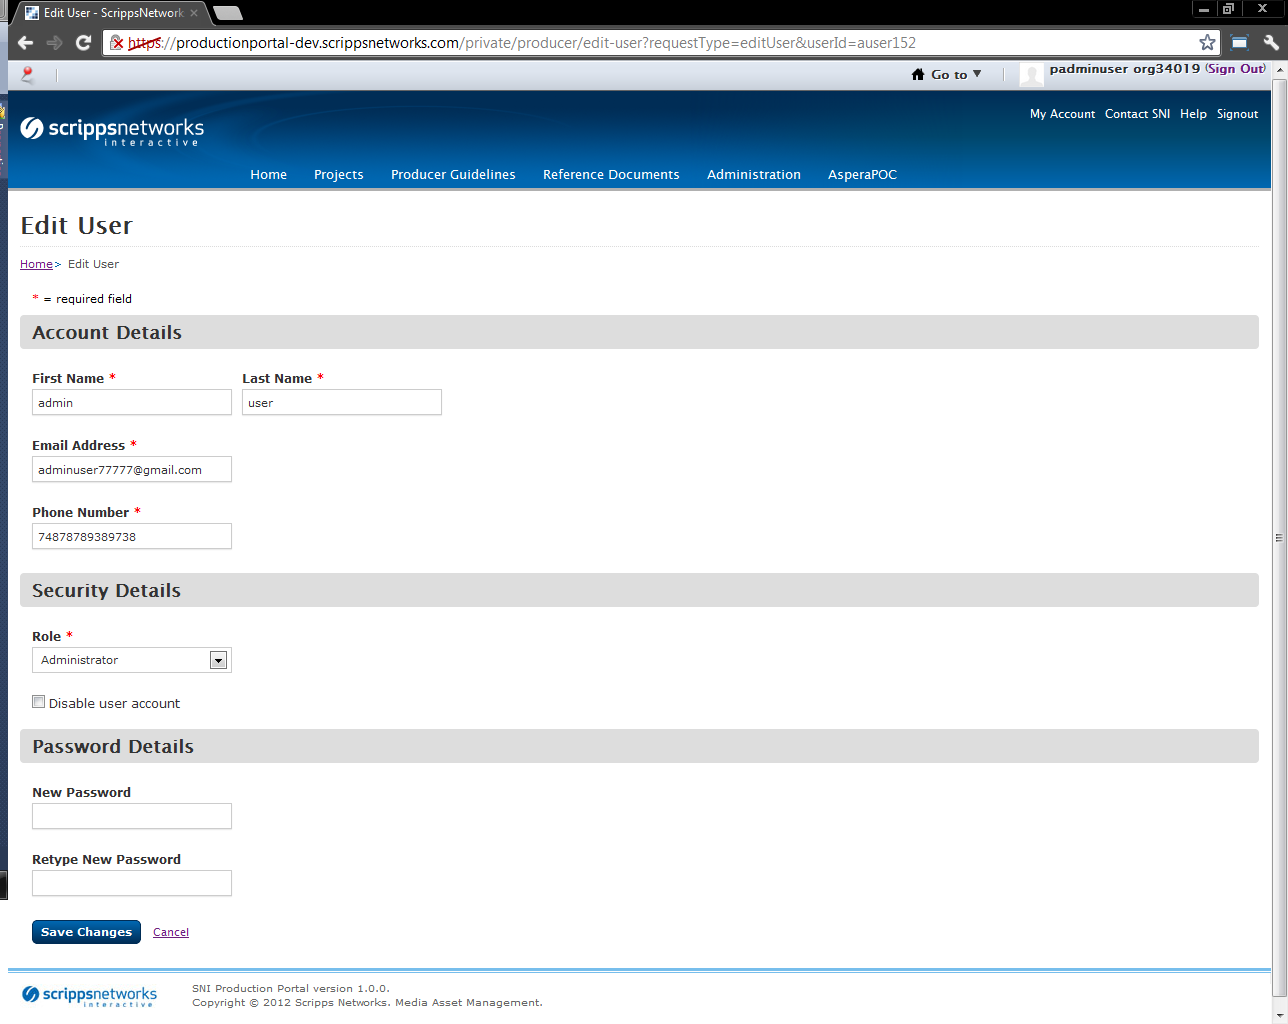 Edit User - ScrippsNetwork
https://productionportal-dev.scrippsnetworks.com/private/producer/edit-user?requestType=editUser&userId=auser152
Go to
padminuser org34019 (Sign Out)
My Account Contact SNI Help Signout
scrippsnetworks
interactive
Home Projects Producer Guidelines Reference Documents Administration AsperaPOC
Edit User
Home> Edit User
* = required field
Account Details
First Name * Last Name *
admin user
Email Address *
adminuser77777@gmail.com
Phone Number *
74878789389738
Security Details
Role *
Administrator
Disable user account
Password Details
New Password
Retype New Password
Save Changes Cancel
scrippsnetworks
interactive
SNI Production Portal version 1.0.0.
Copyright © 2012 Scripps Networks. Media Asset Management.